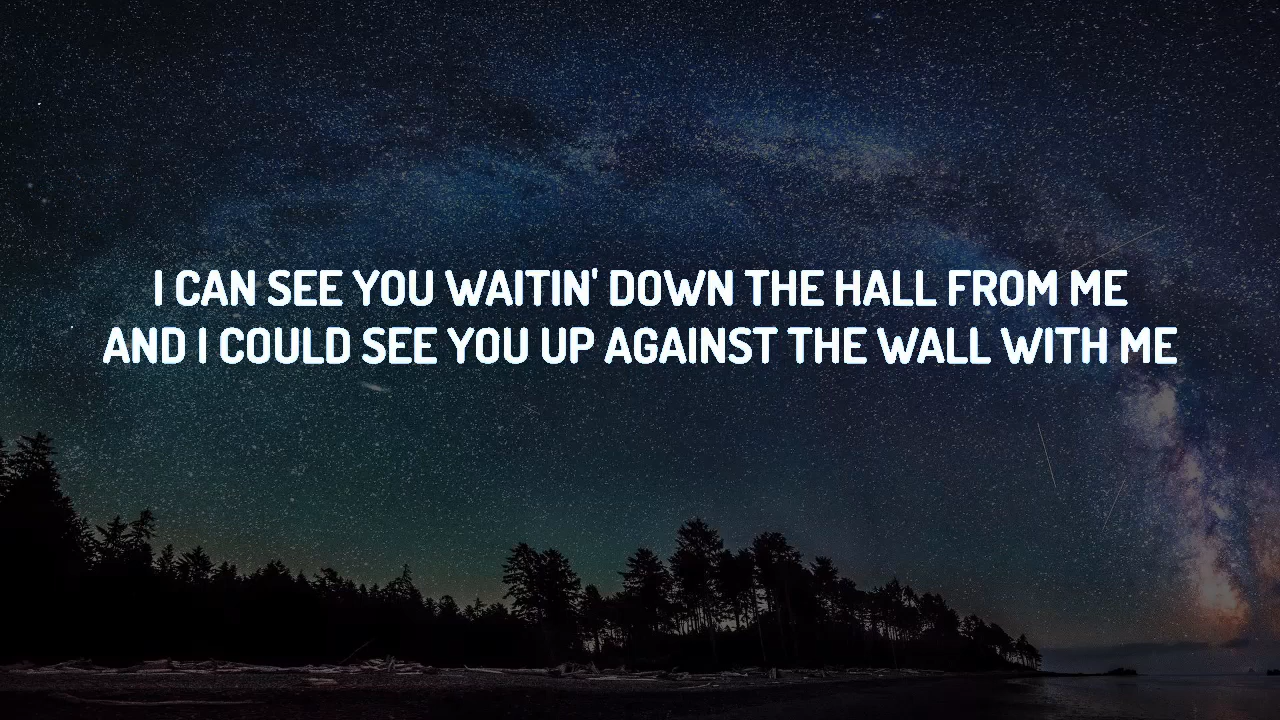 I CAN SEE YOU WAITIN' DOWN THE HALL FROM ME
AND I COULD SEE YOU UP AGAINST THE WALL WITH ME